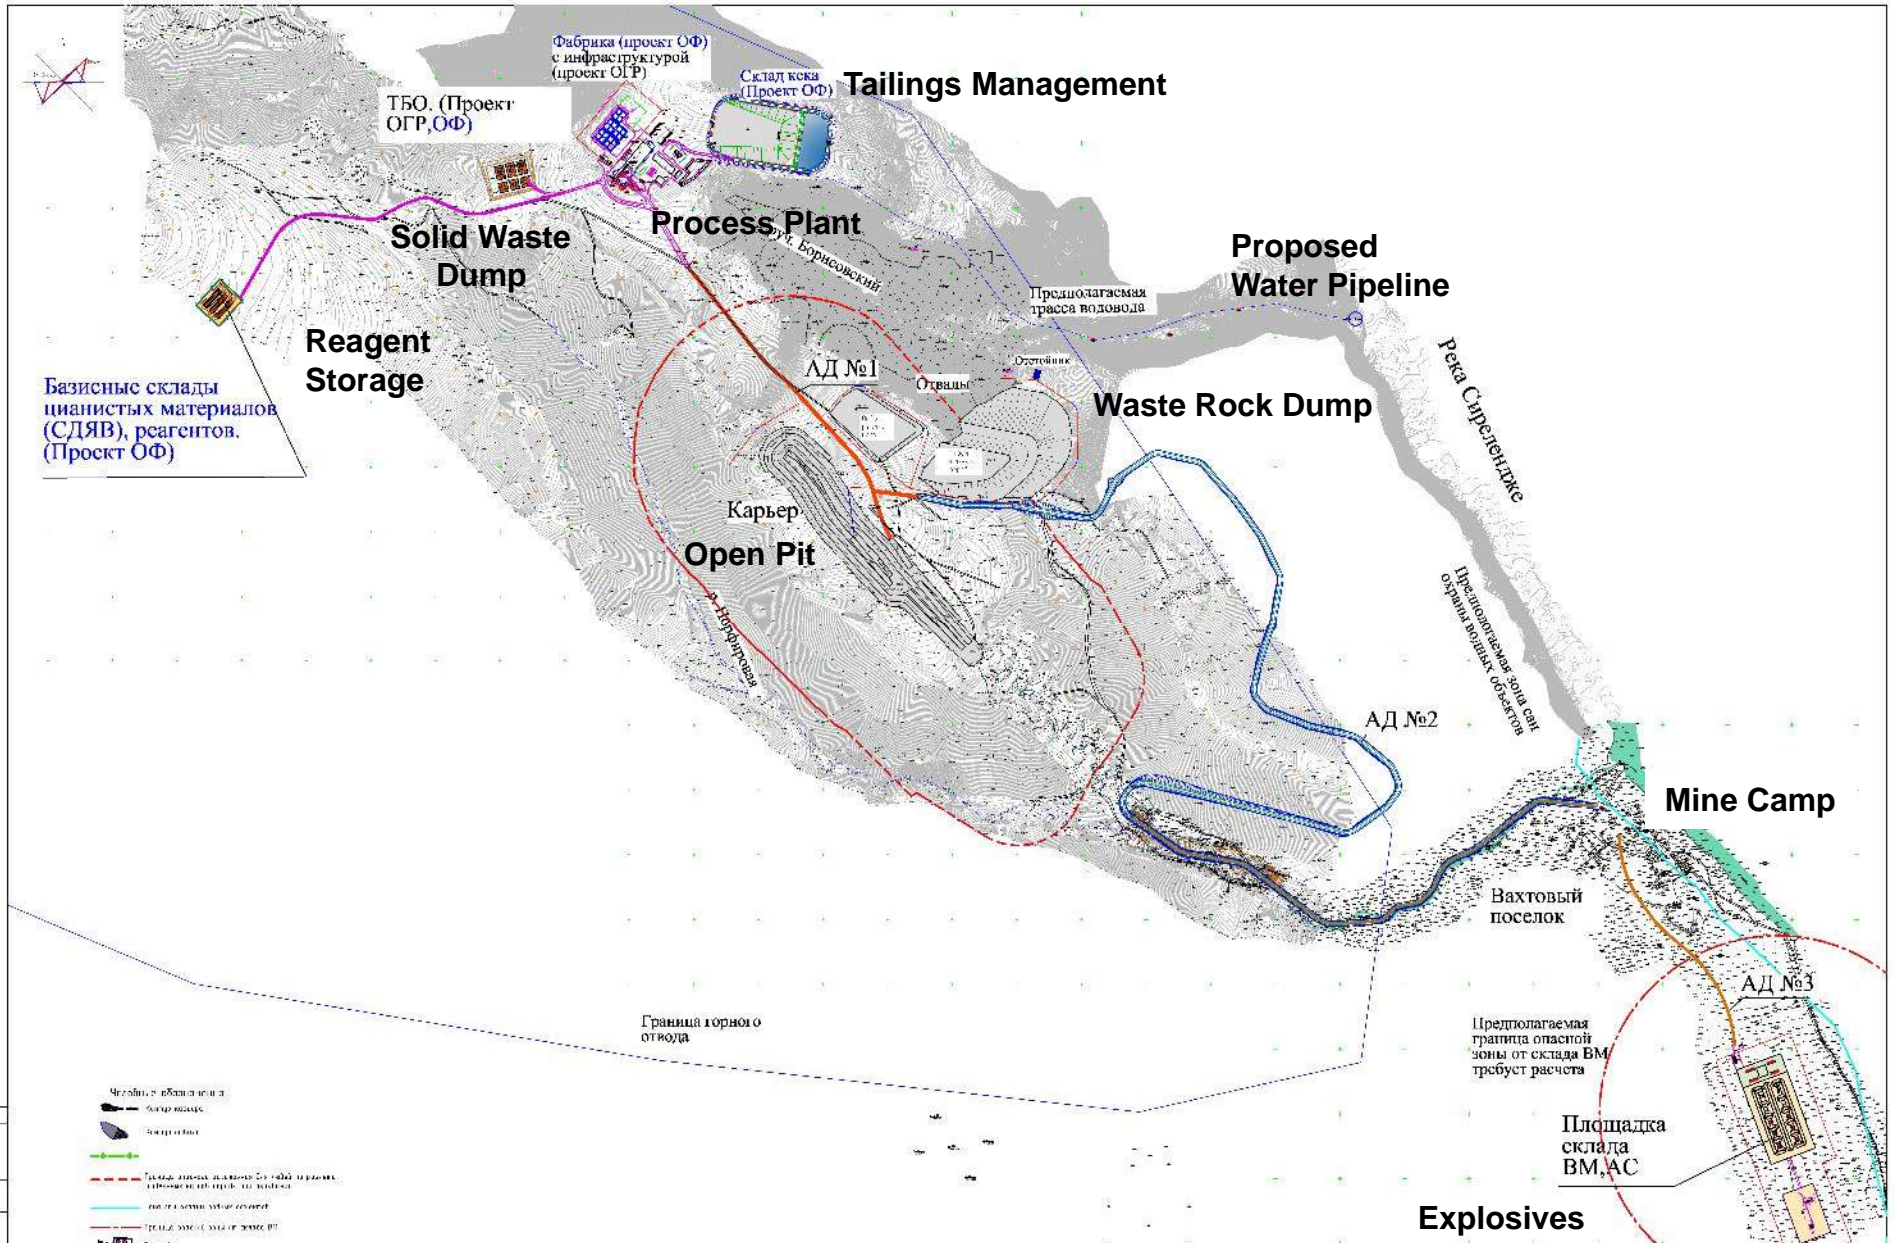 Фабрика (проект ОФ)
с инфраструктурой
(проект ОГР)
Склад кека
(Проект ОФ)
Tailings Management
ТБО. (Проект
ОГР,ОФ)
Process Plant
руч. Борисовский
Solid Waste
Dump
Proposed
Water Pipeline
Предполагаемая
трасса водовода
Reagent
Storage
Базисные склады
цианистых материалов
(СДЯВ), реагентов.
(Проект ОФ)
АД №1
Отстойник
Отвалы
Waste Rock Dump
Река Сирелендже
Карьер
Open Pit
р. Порфировая
Предпологаемая зона сан
охраны водных объектов
АД №2
Mine Camp
Вахтовый
поселок
АД №3
Граница горного
отвода
Предполагаемая
граница опасной
зоны от склада ВМ
требует расчета
Площадка
склада
ВМ,АС
Explosives